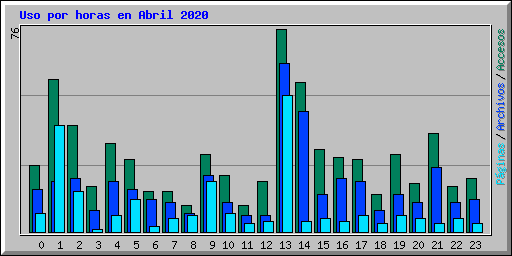 Uso por horas en Abril 2020
76
Páginas / Archivos / Accesos
0 1 2 3 4 5 6 7 8 9 10 11 12 13 14 15 16 17 18 19 20 21 22 23